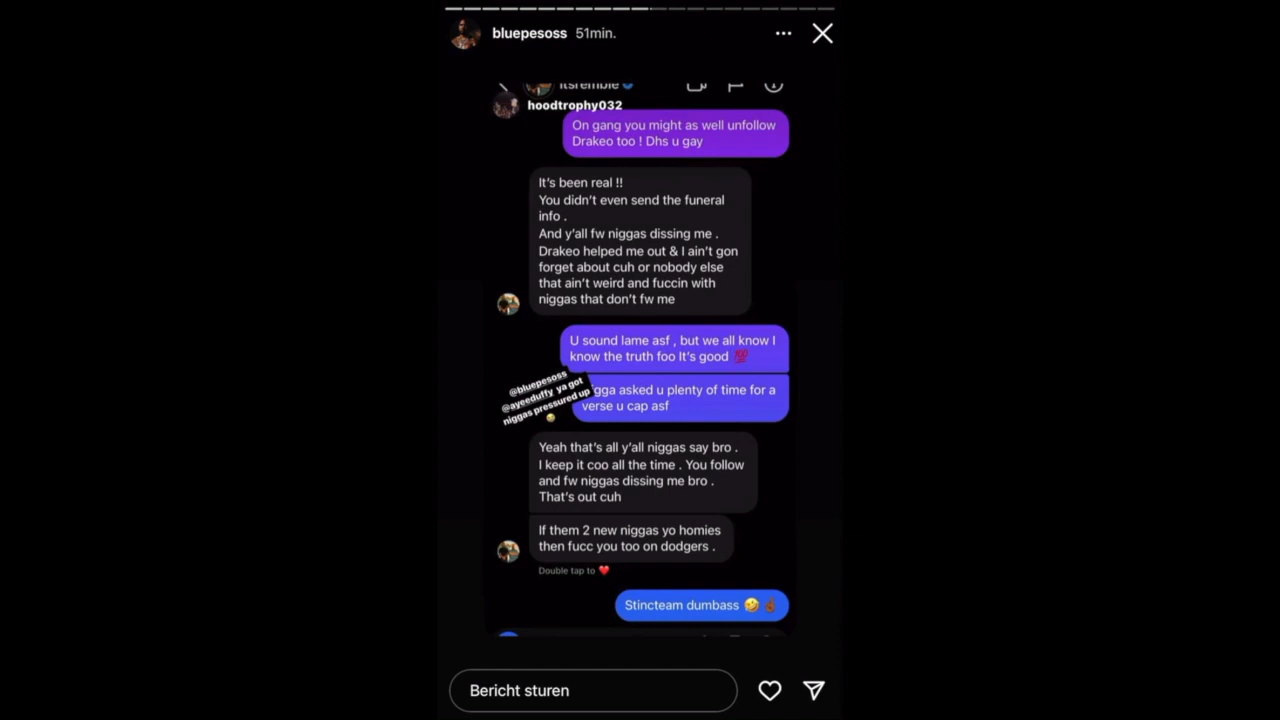 bluepesoss 51min.
itsremble
hoodtrophy032
On gang you might as well unfollow
Drakeo too ! Dhs u gay
It's been real !!
You didn't even send the funeral
info .
And y'all fw niggas dissing me .
Drakeo helped me out & I ain't gon
forget about cuh or nobody else
that ain't weird and fuccin with
niggas that don't fw me
U sound lame asf , but we all know I
know the truth foo It's good 💯
@bluepesoss
@ayeeduffy ya got
niggas pressured up
😂
igga asked u plenty of time for a
verse u cap asf
Yeah that's all y'all niggas say bro .
I keep it coo all the time . You follow
and fw niggas dissing me bro .
That's out cuh
If them 2 new niggas yo homies
then fucc you too on dodgers .
Double tap to ❤️
Stincteam dumbass 🤣🤞🏾
Bericht sturen